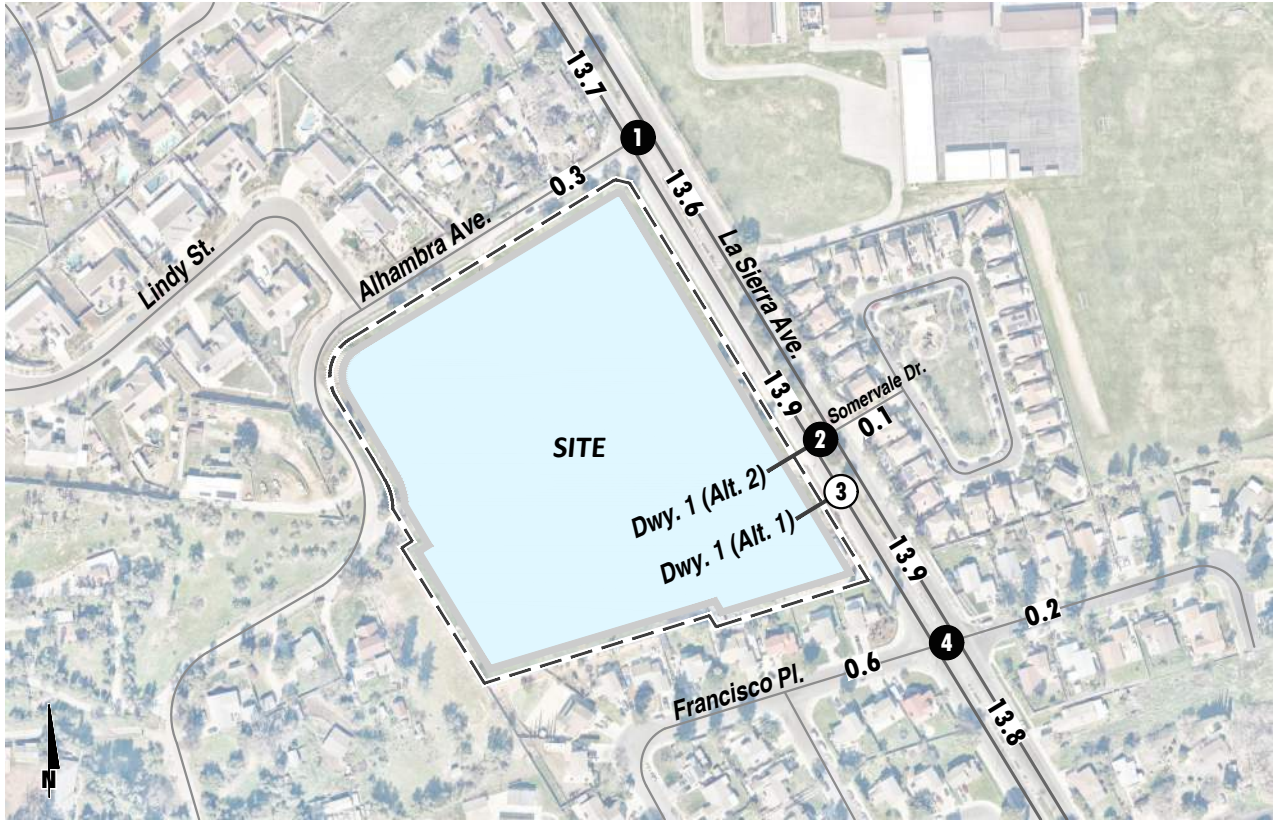 13.7
1
0.3
13.6
Alhambra Ave.
Lindy St.
La Sierra Ave.
13.9
Somervale Dr.
0.1
2
SITE
Dwy. 1 (Alt. 2)
3
Dwy. 1 (Alt. 1)
13.9
0.2
4
0.6
Francisco Pl.
13.8
N